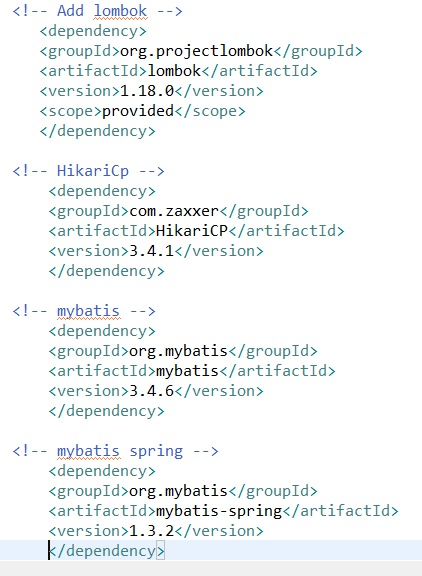 <!-- Add lombok -->
<dependency>
<groupId>org.projectlombok</groupId>
<artifactId>lombok</artifactId>
<version>1.18.0</version>
<scope>provided</scope>
</dependency>
<!-- HikariCp -->
<dependency>
<groupId>com.zaxxer</groupId>
<artifactId>HikariCP</artifactId>
<version>3.4.1</version>
</dependency>
<!-- mybatis -->
<dependency>
<groupId>org.mybatis</groupId>
<artifactId>mybatis</artifactId>
<version>3.4.6</version>
</dependency>
<!-- mybatis spring -->
<dependency>
<groupId>org.mybatis</groupId>
<artifactId>mybatis-spring</artifactId>
<version>1.3.2</version>
</dependency>